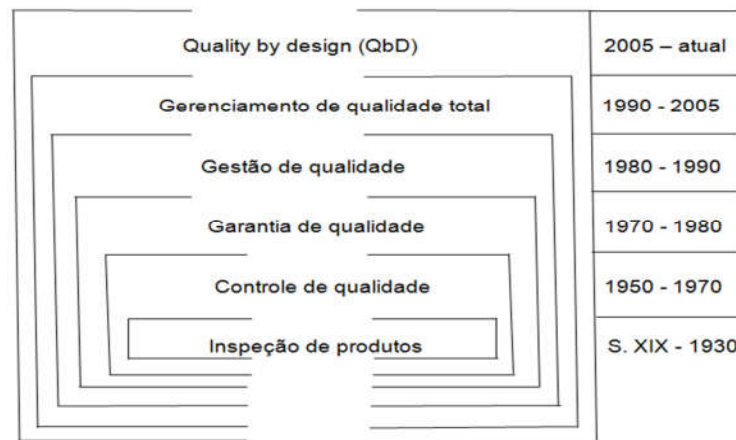 Quality by design (QbD) 2005 – atual
Gerenciamento de qualidade total 1990 - 2005
Gestão de qualidade 1980 - 1990
Garantia de qualidade 1970 - 1980
Controle de qualidade 1950 - 1970
Inspeção de produtos S. XIX - 1930